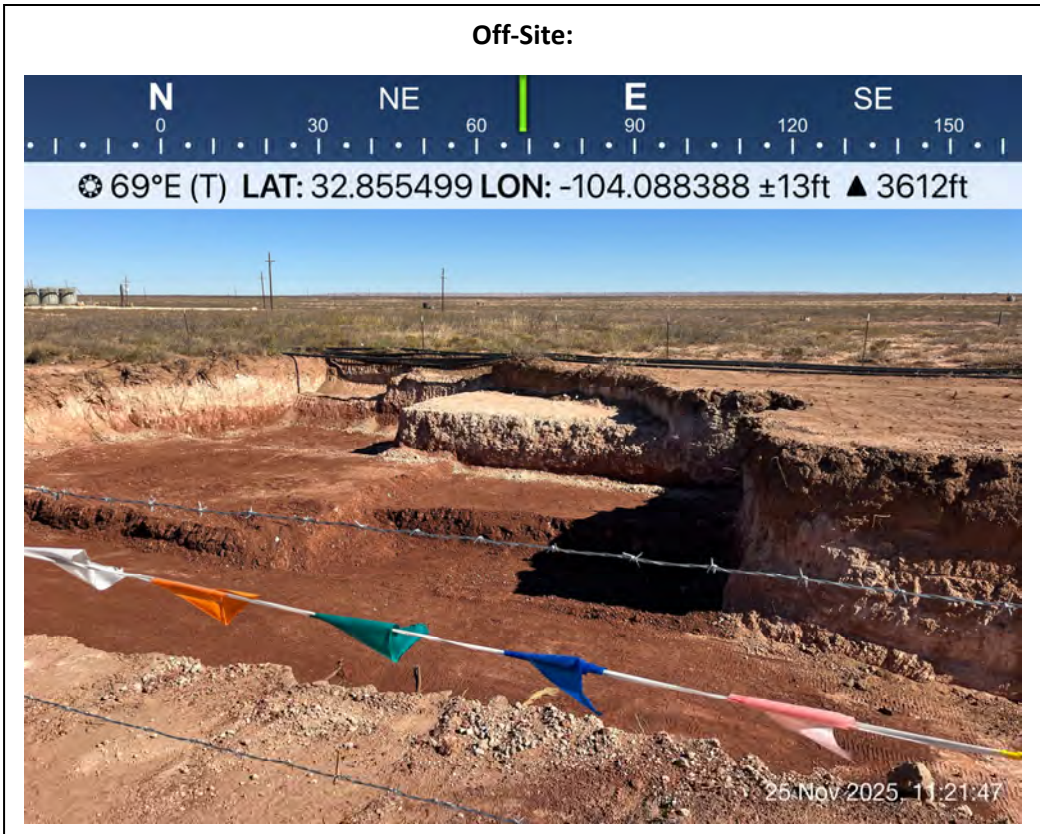 Off-Site:
N NE E SE
0 30 60 90 120 150
69°E (T) LAT: 32.855499 LON: -104.088388 ±13ft ▲ 3612ft
25 Nov 2025, 11:21:47